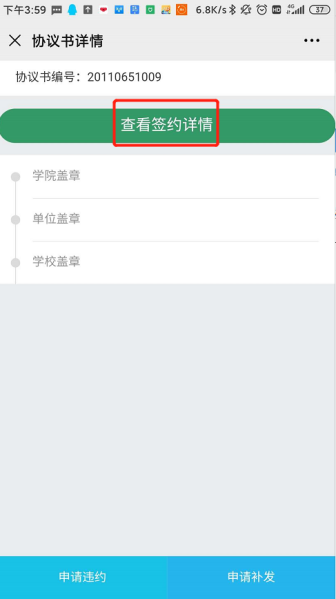 下午3:59 6.8K/s HD 4G 37
协议书详情
协议书编号：20110651009
查看签约详情
学院盖章
单位盖章
学校盖章
申请违约 申请补发